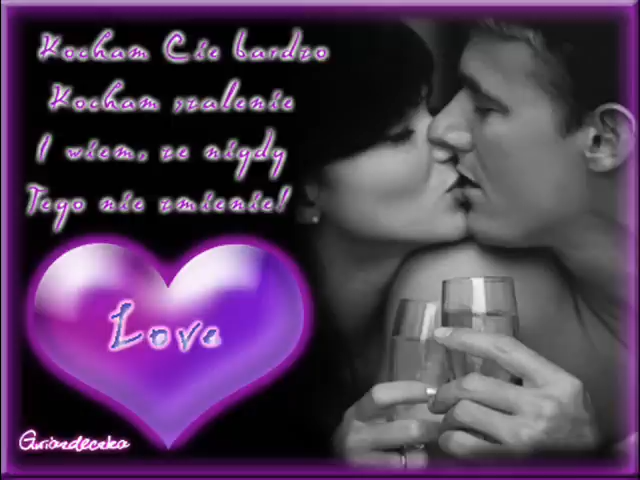 Kocham Cie bardzo
Kocham szalenie
I wiem, ze nigdy
Tego nie zmienie!
Love
Gwiazdeczka